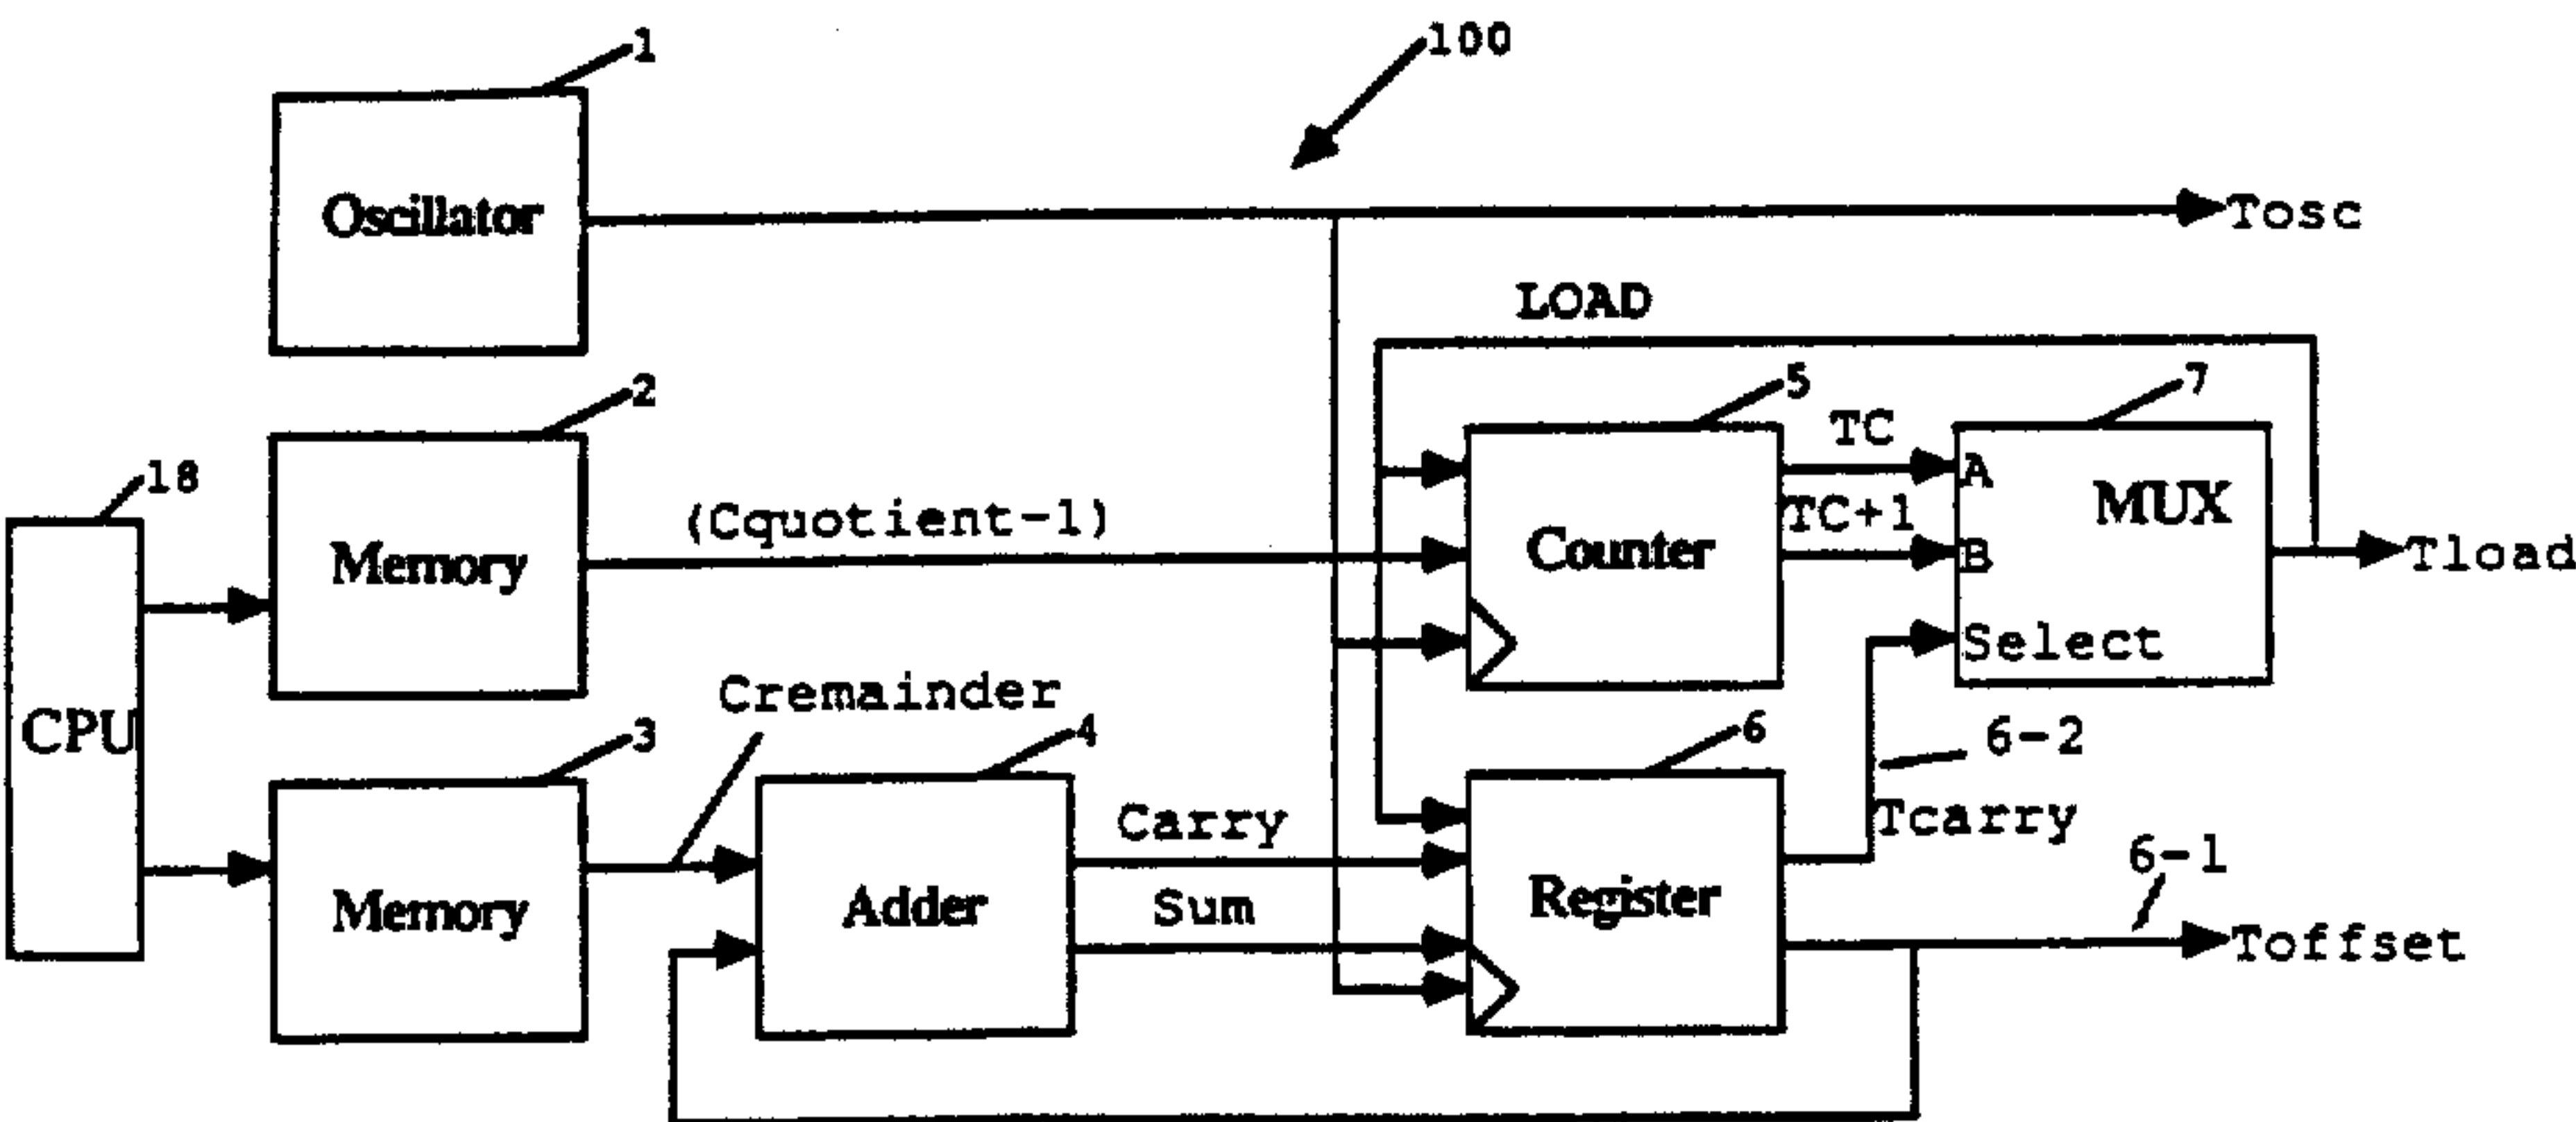 1
100
Oscillator
Tosc
LOAD
2
5
7
18
TC
A
MUX
(Cquotient-1)
TC+1
Memory
Counter
B
Tload
Select
Cremainder
CPU
3
4
6
6-2
Carry
Tcarry
6-1
Memory
Adder
Sum
Register
Toffset